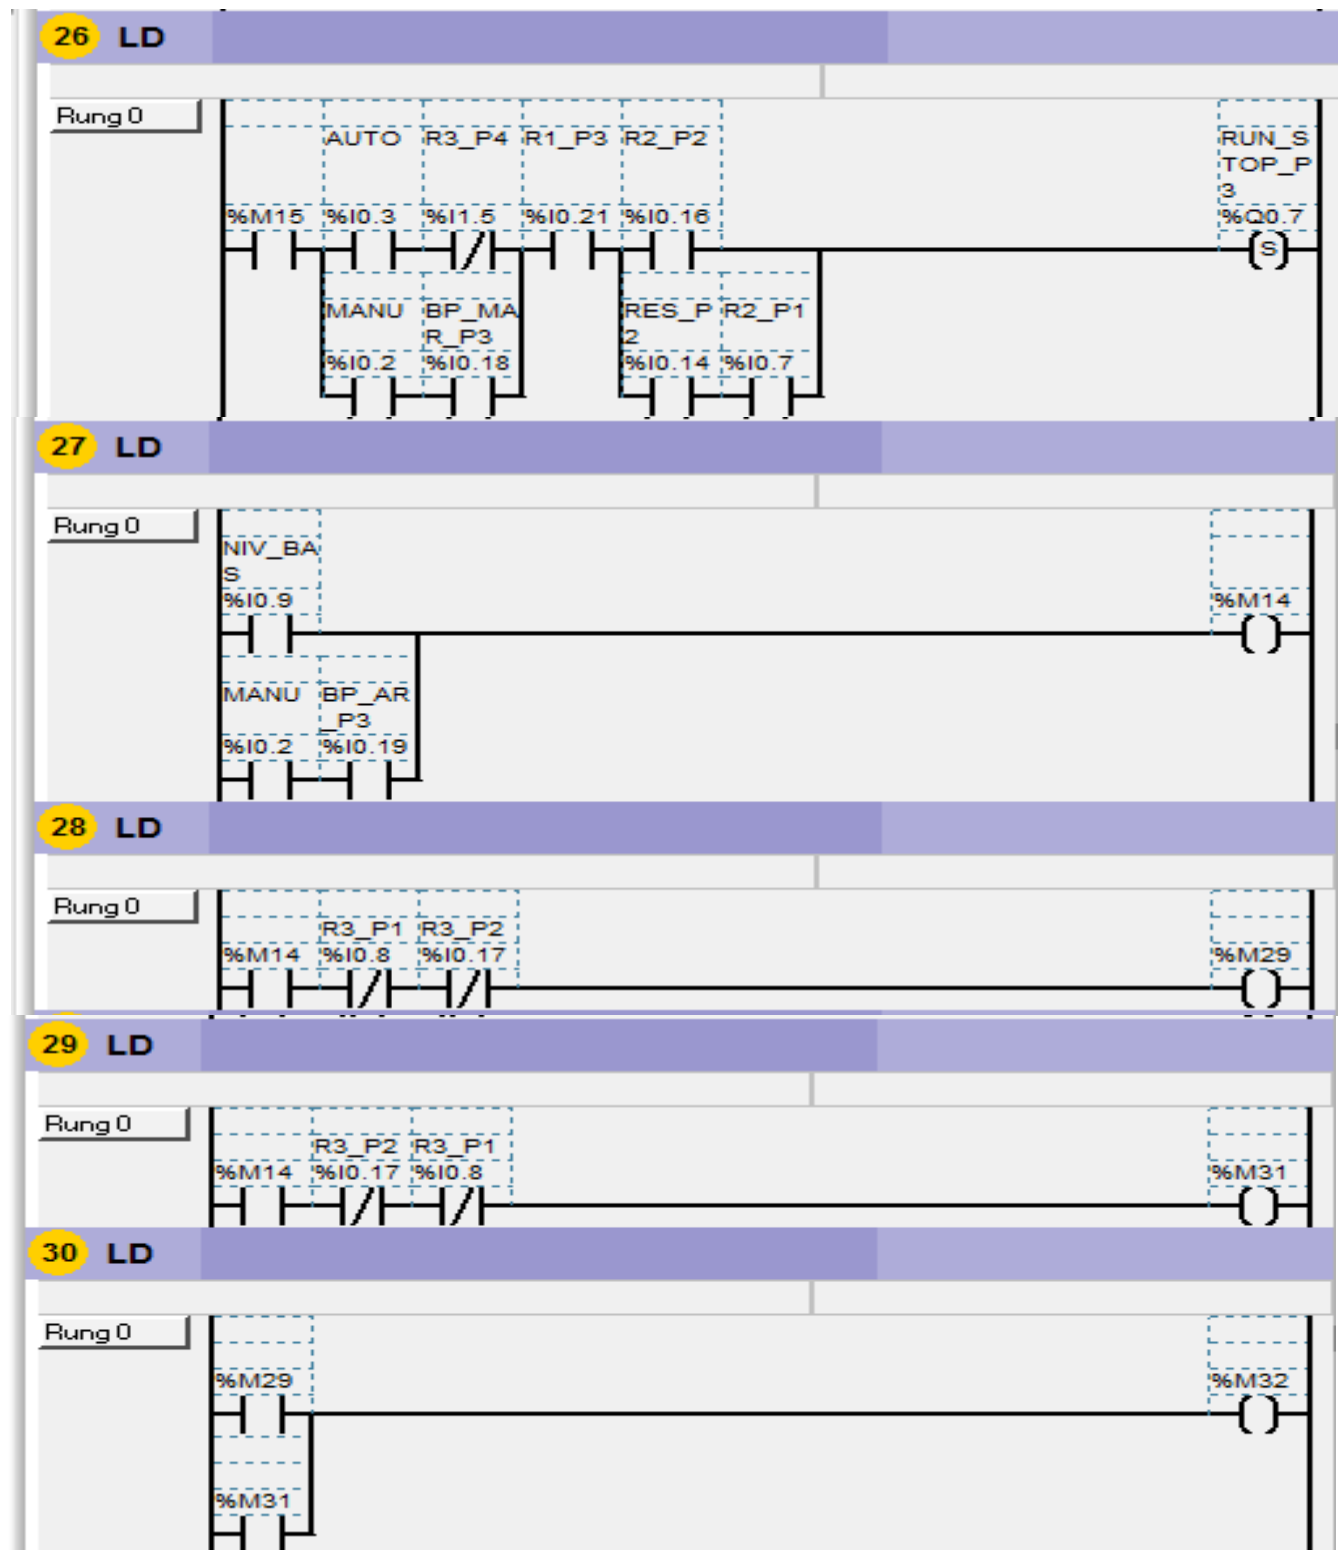 26 LD
Rung 0
AUTO R3_P4 R1_P3 R2_P2 RUN_S
TOP_P
3
%M15 %I0.3 %I1.5 %I0.21 %I0.16 %Q0.7
S
MANU BP_MA RES_P R2_P1
R_P3 2
%I0.2 %I0.18 %I0.14 %I0.7
27 LD
Rung 0
NIV_BA
S
%I0.9 %M14
MANU BP_AR
_P3
%I0.2 %I0.19
28 LD
Rung 0
R3_P1 R3_P2
%M14 %I0.8 %I0.17 %M29
29 LD
Rung 0
R3_P2 R3_P1
%M14 %I0.17 %I0.8 %M31
30 LD
Rung 0
%M29 %M32
%M31